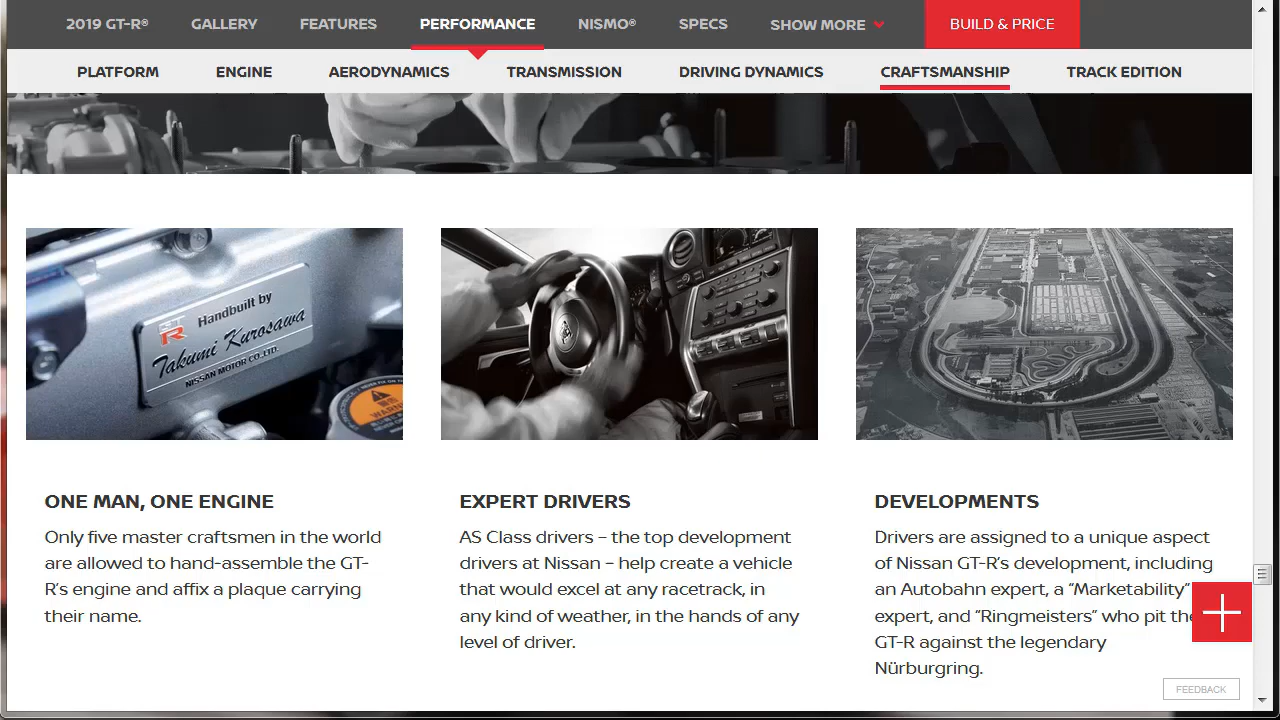 2019 GT-R® GALLERY FEATURES PERFORMANCE NISMO® SPECS SHOW MORE BUILD & PRICE
PLATFORM ENGINE AERODYNAMICS TRANSMISSION DRIVING DYNAMICS CRAFTSMANSHIP TRACK EDITION
GT R
Handbuilt by
Takumi Kurosawa
NISSAN MOTOR CO., LTD.
ONE MAN, ONE ENGINE
Only five master craftsmen in the world
are allowed to hand-assemble the GT-
R's engine and affix a plaque carrying
their name.
EXPERT DRIVERS
AS Class drivers – the top development
drivers at Nissan – help create a vehicle
that would excel at any racetrack, in
any kind of weather, in the hands of any
level of driver.
DEVELOPMENTS
Drivers are assigned to a unique aspect
of Nissan GT-R's development, including
an Autobahn expert, a "Marketability"
expert, and "Ringmeisters" who pit the
GT-R against the legendary
Nürburgring.
FEEDBACK